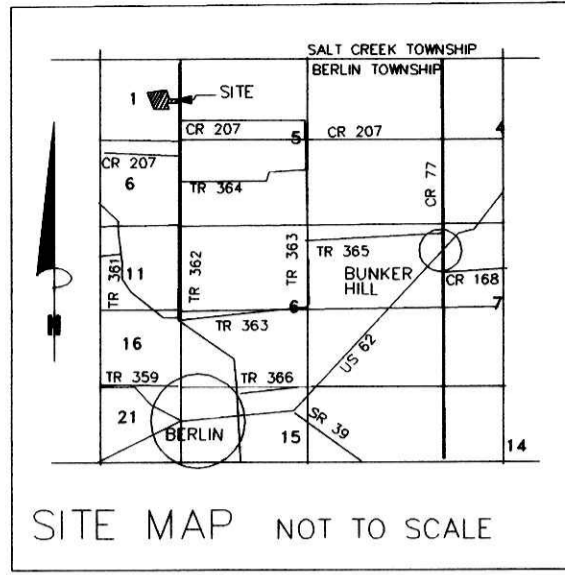 SALT CREEK TOWNSHIP
BERLIN TOWNSHIP
1
SITE
CR 207
5
CR 207
4
CR 207
6
TR 364
CR 77
TR 361
11
TR 362
TR 363
TR 365
BUNKER
HILL
CR 168
6
7
TR 363
N
16
US 62
TR 359
TR 366
21
BERLIN
15
SR 39
14
SITE MAP NOT TO SCALE